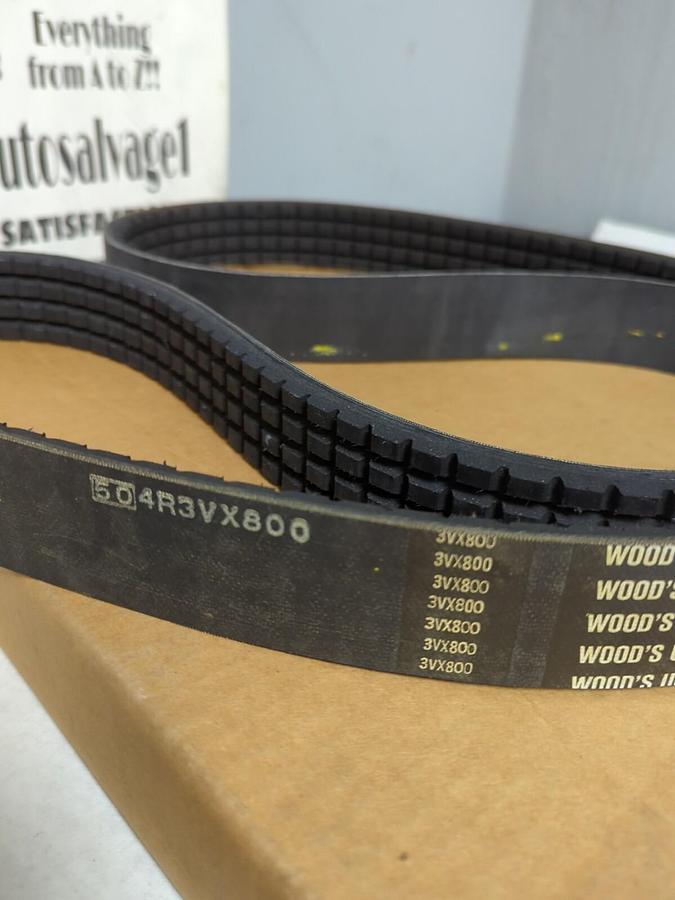 Everything
from A to Z!!
utosalvage1
SATISFA
50 4R3VX800
3VX800
3VX800
3VX800
3VX800
3VX800
3VX800
3VX800
WOOD'
WOOD'S
WOOD'S
WOOD'S U
WOOD'S U